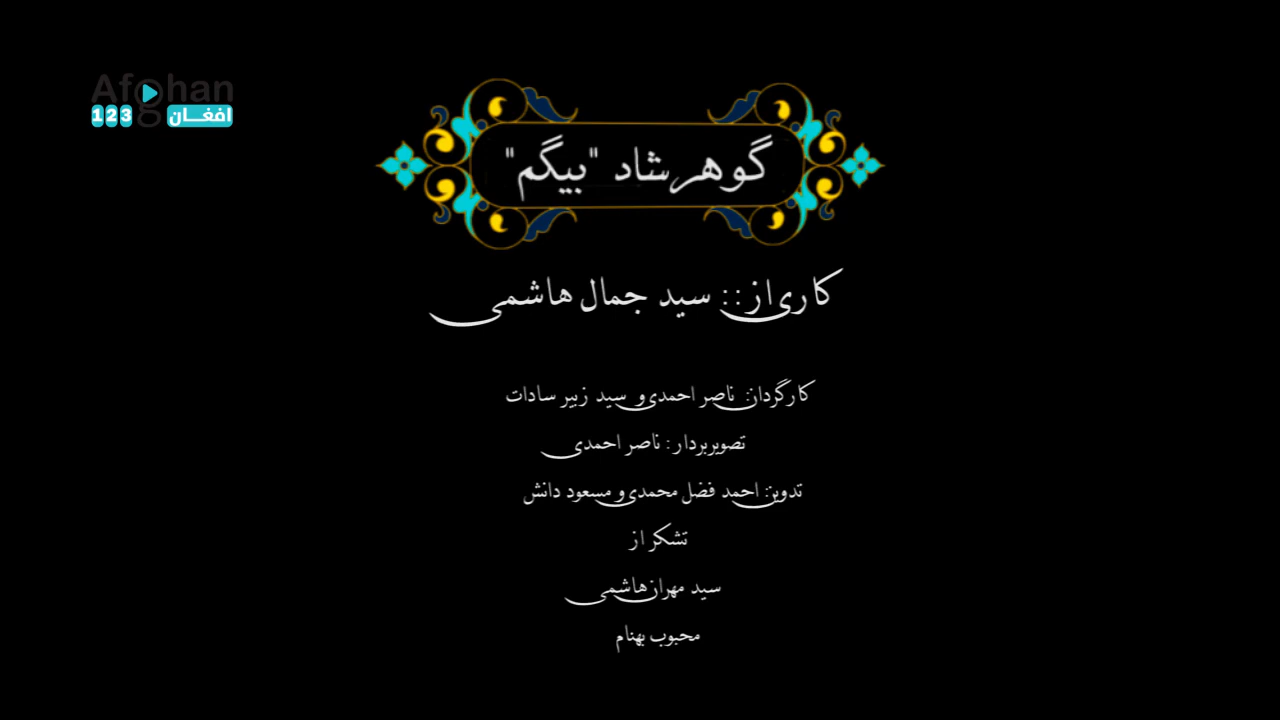 Afghan
123 افغان
گوهرشاد "بیگم"
کاری از :: سید جمال هاشمی
کارگردان: ناصر احمدی و سید زبیر سادات
تصویربردار: ناصر احمدی
تدوین: احمد فضل محمدی و مسعود دانش
تشکر از
سید مهران هاشمی
محبوب بهنام